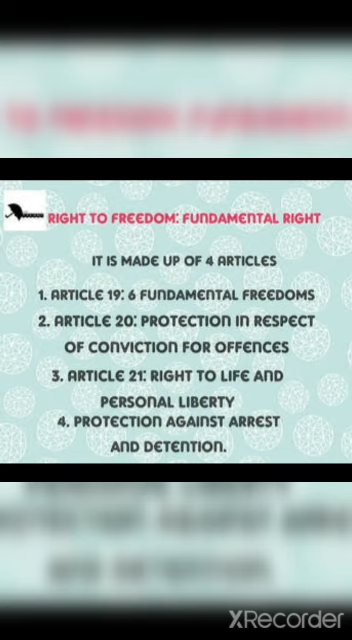 RIGHT TO FREEDOM: FUNDAMENTAL RIGHT
IT IS MADE UP OF 4 ARTICLES
1. ARTICLE 19: 6 FUNDAMENTAL FREEDOMS
2. ARTICLE 20: PROTECTION IN RESPECT
OF CONVICTION FOR OFFENCES
3. ARTICLE 21: RIGHT TO LIFE AND
PERSONAL LIBERTY
4. PROTECTION AGAINST ARREST
AND DETENTION.
XRecorder